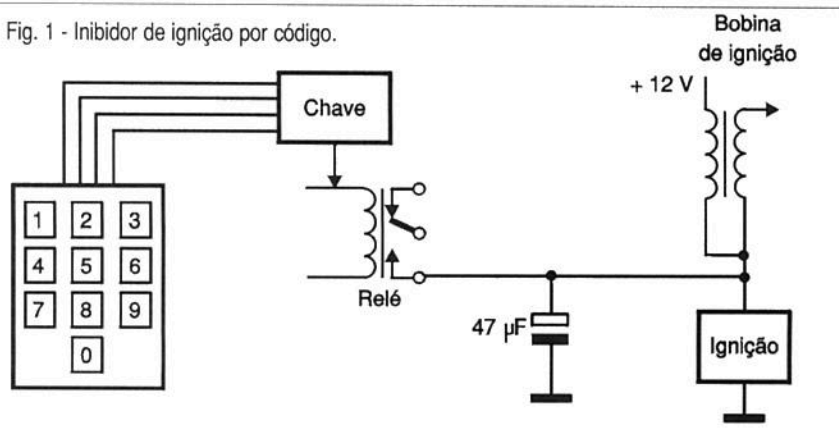 Fig. 1 - Inibidor de ignição por código.
Bobina
de ignição
+ 12 V
Chave
1 2 3
4 5 6
7 8 9
0
Relé
47 µF
Ignição